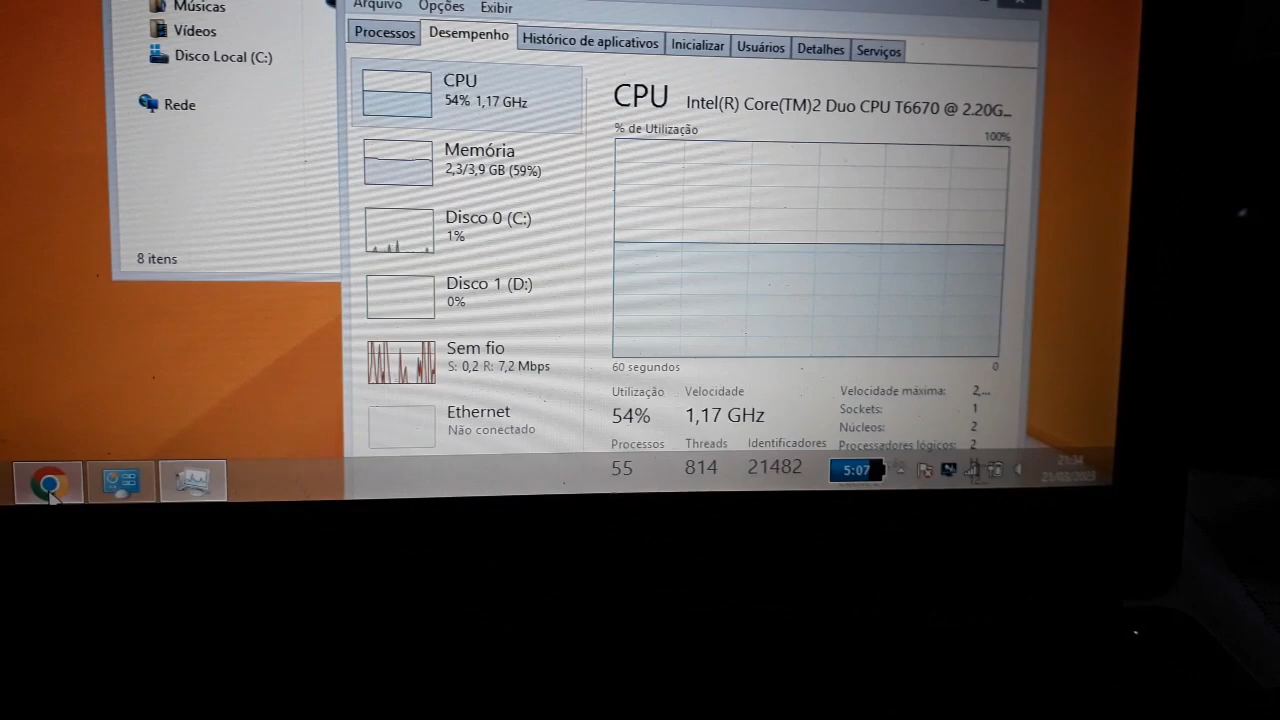 Músicas
Vídeos
Disco Local (C:)
Rede
8 itens
Arquivo Opções Exibir
Processos Desempenho Histórico de aplicativos Inicializar Usuários Detalhes Serviços
CPU
54% 1,17 GHz
Memória
2,3/3,9 GB (59%)
Disco 0 (C:)
1%
Disco 1 (D:)
0%
Sem fio
S: 0,2 R: 7,2 Mbps
Ethernet
Não conectado
CPU Intel(R) Core(TM)2 Duo CPU T6670 @ 2.20G...
% de Utilização 100%
60 segundos 0
Utilização Velocidade
54% 1,17 GHz
Processos Threads Identificadores
55 814 21482
Velocidade máxima: 2,...
Sockets: 1
Núcleos: 2
Processadores lógicos: 2
5:07
21:34